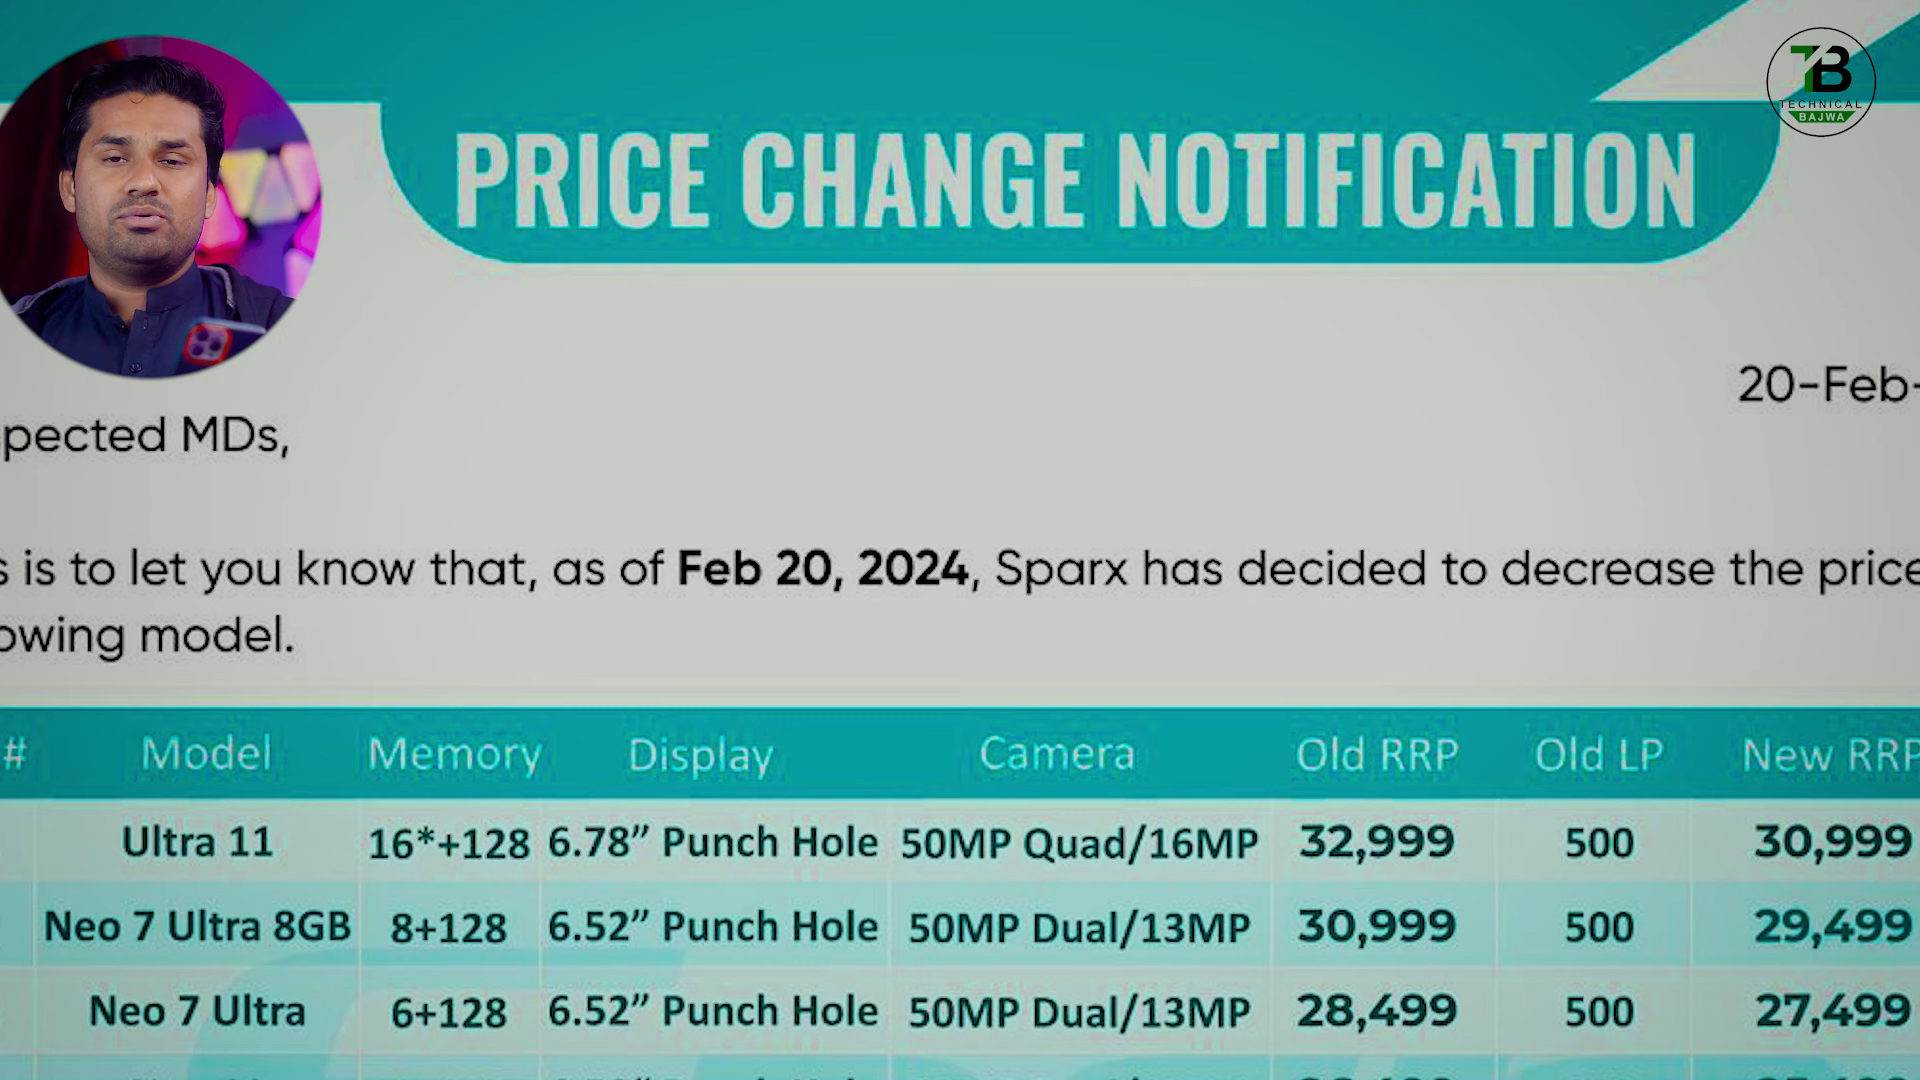 TB
TECHNICAL
BAJWA
PRICE CHANGE NOTIFICATION
20-Feb-
pected MDs,
s is to let you know that, as of Feb 20, 2024, Sparx has decided to decrease the price
owing model.
# Model Memory Display Camera Old RRP Old LP New RRP
Ultra 11 16*+128 6.78” Punch Hole 50MP Quad/16MP 32,999 500 30,999
Neo 7 Ultra 8GB 8+128 6.52” Punch Hole 50MP Dual/13MP 30,999 500 29,499
Neo 7 Ultra 6+128 6.52” Punch Hole 50MP Dual/13MP 28,499 500 27,499